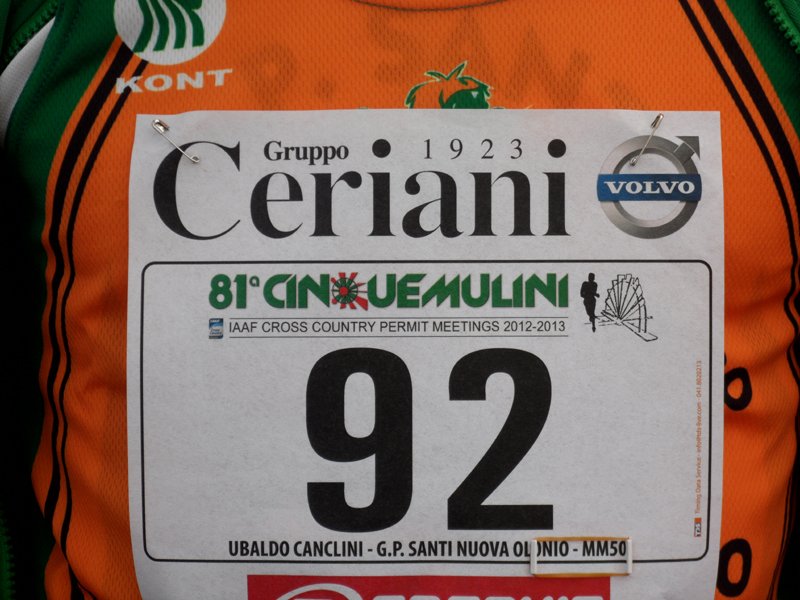 KONT
Gruppo 1923
Ceriani
VOLVO
81ª CINQUEMULINI
IAAF CROSS COUNTRY PERMIT MEETINGS 2012-2013
92
UBALDO CANCLINI - G.P. SANTI NUOVA OLONIO - MM50